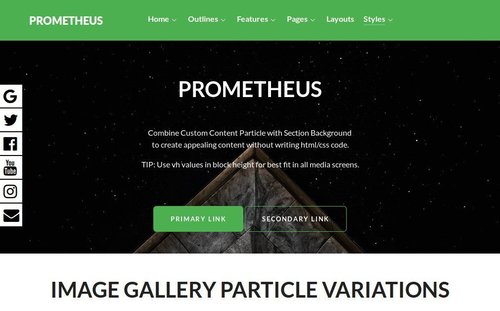 PROMETHEUS
Home Outlines Features Pages Layouts Styles
PROMETHEUS
Combine Custom Content Particle with Section Background
to create appealing content without writing html/css code.
TIP: Use vh values in block height for best fit in all media screens.
You
Tube
PRIMARY LINK SECONDARY LINK
IMAGE GALLERY PARTICLE VARIATIONS